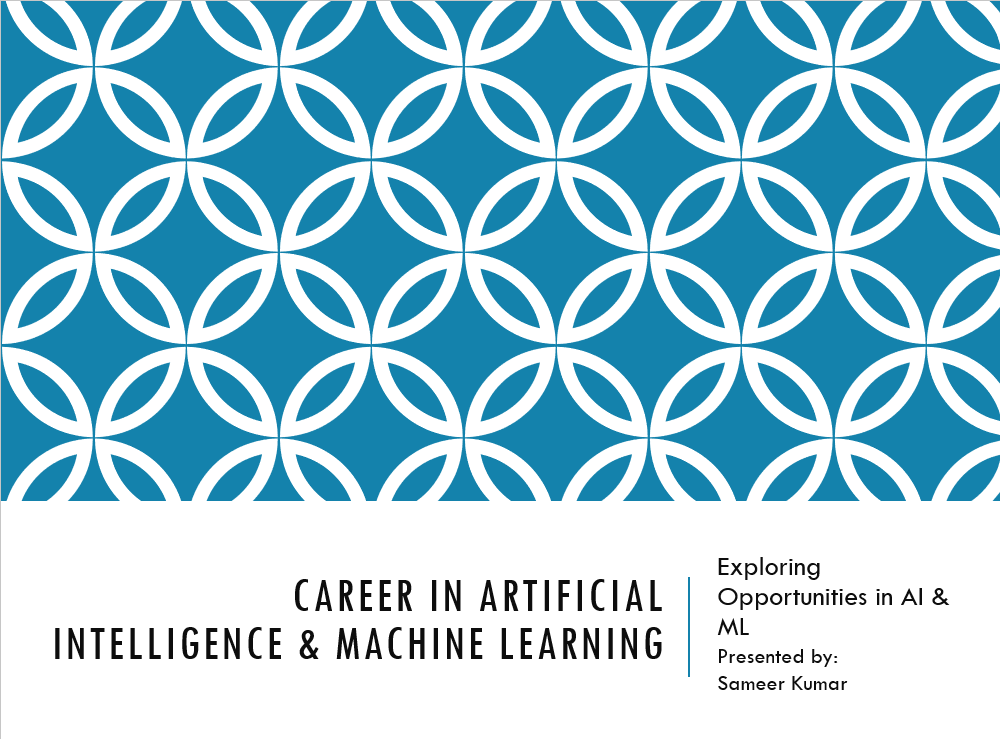 CAREER IN ARTIFICIAL
INTELLIGENCE & MACHINE LEARNING
Exploring
Opportunities in AI &
ML
Presented by:
Sameer Kumar